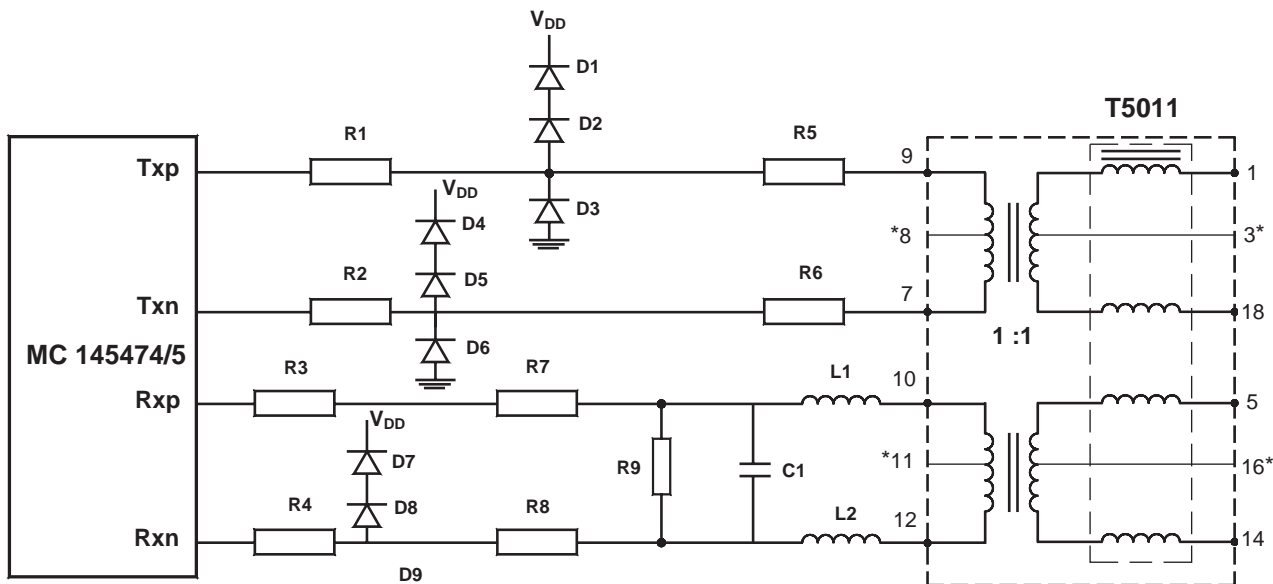 VDD
D1
T5011
R1
D2
R5
9
Txp
1
VDD
D3
D4
*8
3*
R2
D5
R6
7
Txn
18
1 :1
D6
MC 145474/5
R3
R7
L1
10
Rxp
5
VDD
D7
R9
C1
*11
16*
R4
D8
R8
L2
12
Rxn
14
D9